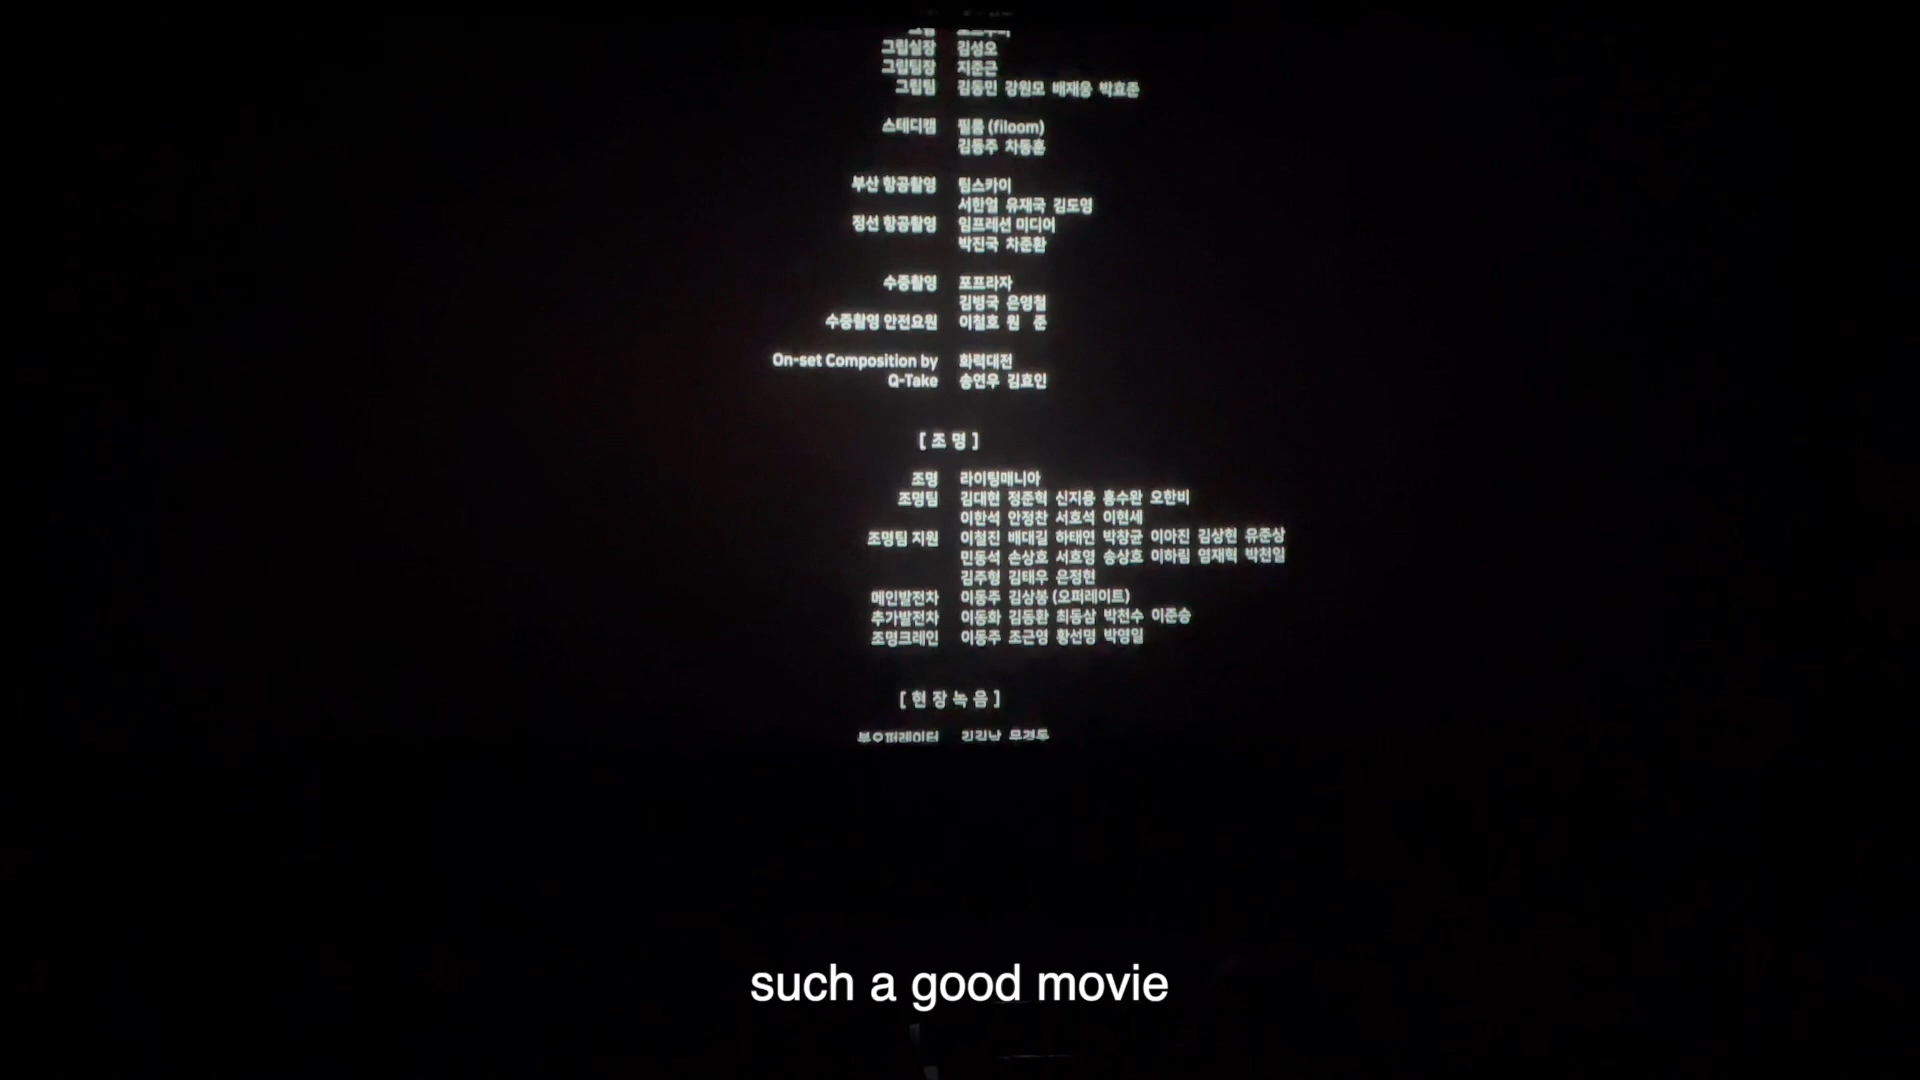 그립실장 김성오
그립팀장 지준근
그립팀 김동민 강원모 배재웅 박효준
스테디캠 필름 (filoom)
김동주 차동훈
부산 항공촬영 팀스카이
서한얼 유재국 김도영
정선 항공촬영 임프레션 미디어
박진국 차준환
수중촬영 포프라자
김병국 은영철
수중촬영 안전요원 이철호 원 준
On-set Composition by 화력대전
Q-Take 송연우 김효인
[ 조 명 ]
조명 라이팅매니아
조명팀 김대현 정준혁 신지용 홍수완 오한비
이한석 안정찬 서호석 이현세
조명팀 지원 이철진 배대길 하태연 박창균 이아진 김상현 유준상
민동석 손상호 서호영 송상호 이하림 염재혁 박천일
김주형 김태우 은정현
메인발전차 이동주 김상봉 (오퍼레이트)
추가발전차 이동화 김동환 최동삼 박천수 이준승
조명크레인 이동주 조근영 황선명 박영일
[ 현 장 녹 음 ]
such a good movie